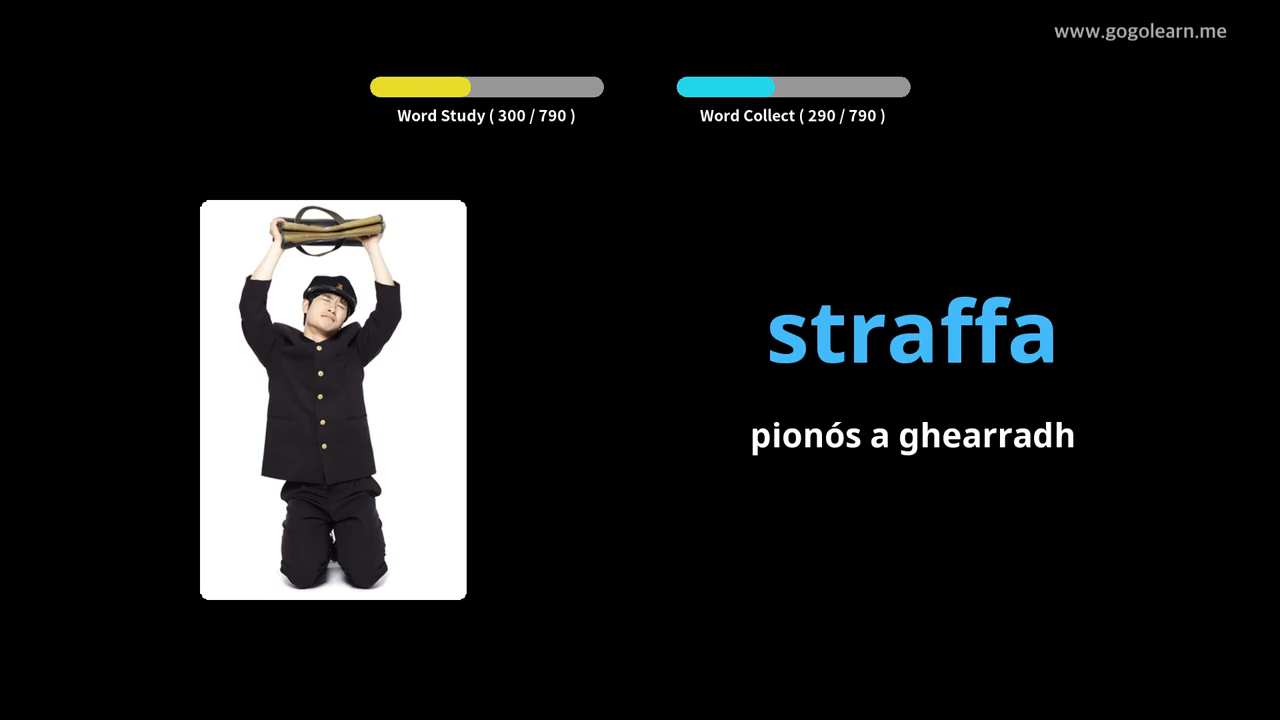 www.gogolearn.me
Word Study ( 300 / 790 )
Word Collect ( 290 / 790 )
straffa
pionós a ghearradh